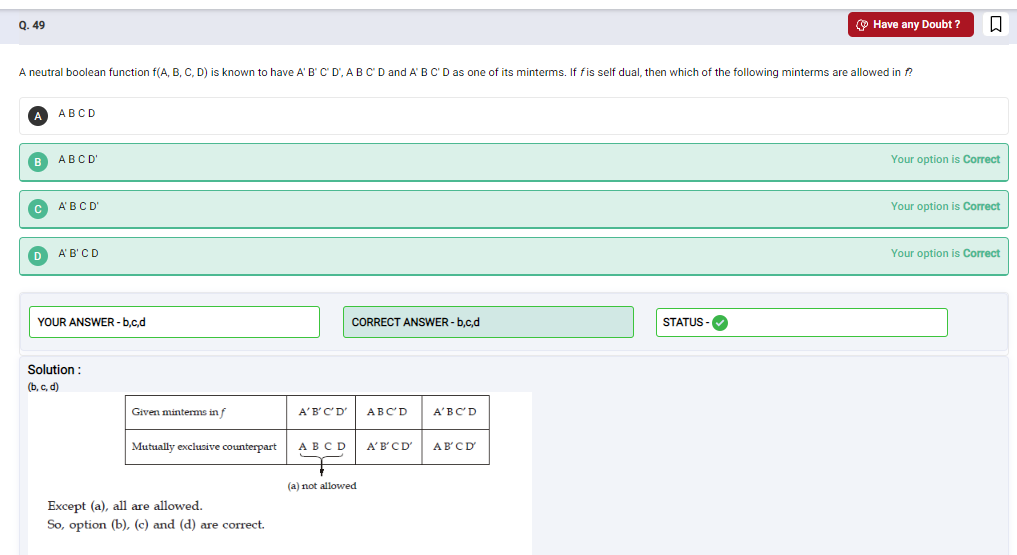 Q. 49
Have any Doubt ?
A neutral boolean function f(A, B, C, D) is known to have A' B' C' D', A B C' D and A' B C' D as one of its minterms. If f is self dual, then which of the following minterms are allowed in f?
A
A B C D
B
A B C D'
Your option is Correct
C
A' B C D'
Your option is Correct
D
A' B' C D
Your option is Correct
YOUR ANSWER - b,c,d
CORRECT ANSWER - b,c,d
STATUS -
Solution :
(b, c, d)
Given minterms in f
A′ B′ C′ D′
A B C′ D
A′ B C′ D
Mutually exclusive counterpart
A B C D
A′ B′ C D′
A B′ C D′
(a) not allowed
Except (a), all are allowed.
So, option (b), (c) and (d) are correct.